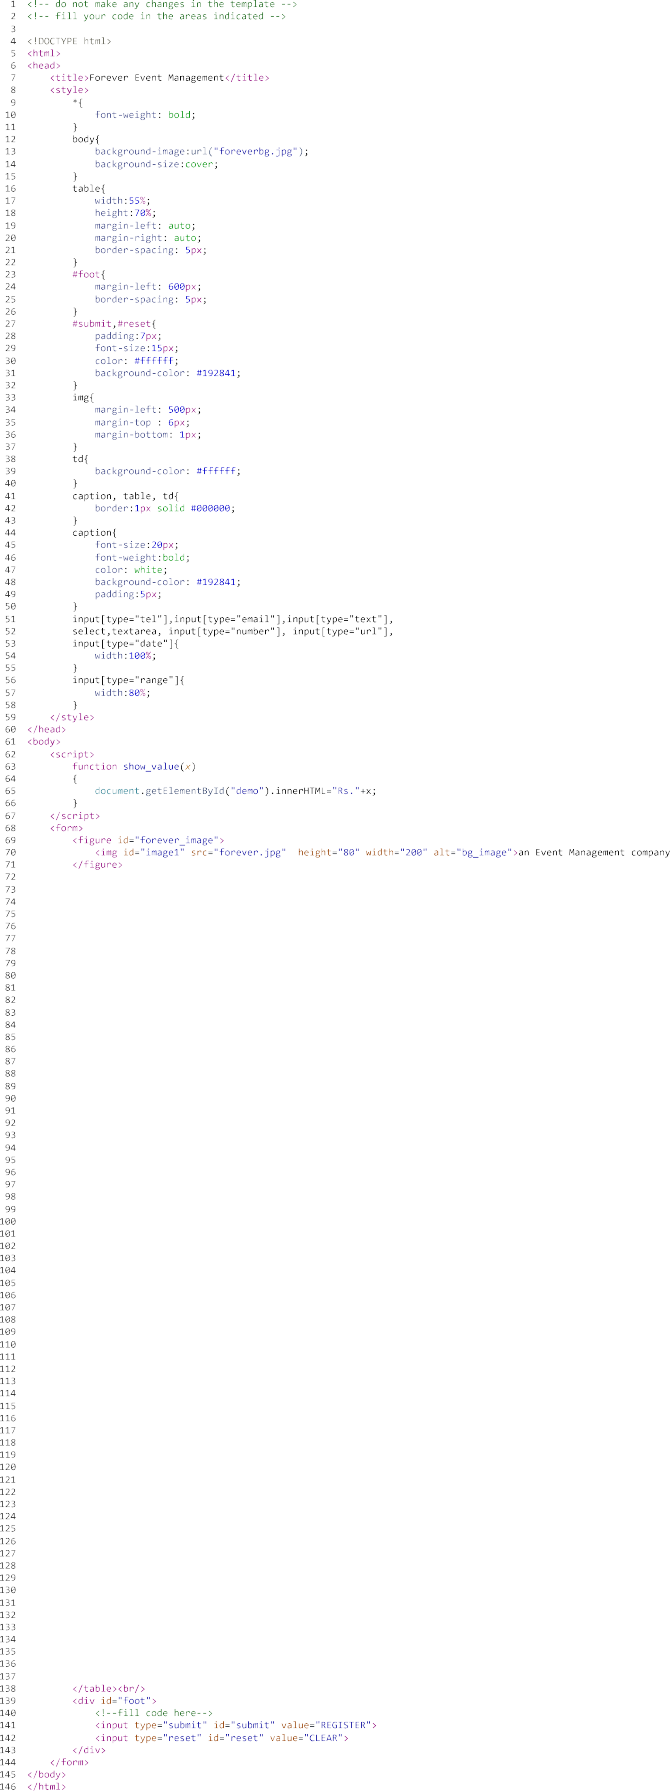 1 <!-- do not make any changes in the template -->
2 <!-- fill your code in the areas indicated -->
3
4 <!DOCTYPE html>
5 <html>
6 <head>
7 <title>Forever Event Management</title>
8 <style>
9 *{
10 font-weight: bold;
11 }
12 body{
13 background-image:url("foreverbg.jpg");
14 background-size:cover;
15 }
16 table{
17 width:55%;
18 height:70%;
19 margin-left: auto;
20 margin-right: auto;
21 border-spacing: 5px;
22 }
23 #foot{
24 margin-left: 600px;
25 border-spacing: 5px;
26 }
27 #submit,#reset{
28 padding:7px;
29 font-size:15px;
30 color: #ffffff;
31 background-color: #192841;
32 }
33 img{
34 margin-left: 500px;
35 margin-top : 6px;
36 margin-bottom: 1px;
37 }
38 td{
39 background-color: #ffffff;
40 }
41 caption, table, td{
42 border:1px solid #000000;
43 }
44 caption{
45 font-size:20px;
46 font-weight:bold;
47 color: white;
48 background-color: #192841;
49 padding:5px;
50 }
51 input[type="tel"],input[type="email"],input[type="text"],
52 select,textarea, input[type="number"], input[type="url"],
53 input[type="date"]{
54 width:100%;
55 }
56 input[type="range"]{
57 width:80%;
58 }
59 </style>
60 </head>
61 <body>
62 <script>
63 function show_value(x)
64 {
65 document.getElementById("demo").innerHTML="Rs."+x;
66 }
67 </script>
68 <form>
69 <figure id="forever_image">
70 <img id="image1" src="forever.jpg"  height="80" width="200" alt="bg_image">an Event Management company
71 </figure>
72
73
74
75
76
77
78
79
80
81
82
83
84
85
86
87
88
89
90
91
92
93
94
95
96
97
98
99
100
101
102
103
104
105
106
107
108
109
110
111
112
113
114
115
116
117
118
119
120
121
122
123
124
125
126
127
128
129
130
131
132
133
134
135
136
137
138 </table><br/>
139 <div id="foot">
140 <!--fill code here-->
141 <input type="submit" id="submit" value="REGISTER">
142 <input type="reset" id="reset" value="CLEAR">
143 </div>
144 </form>
145 </body>
146 </html>